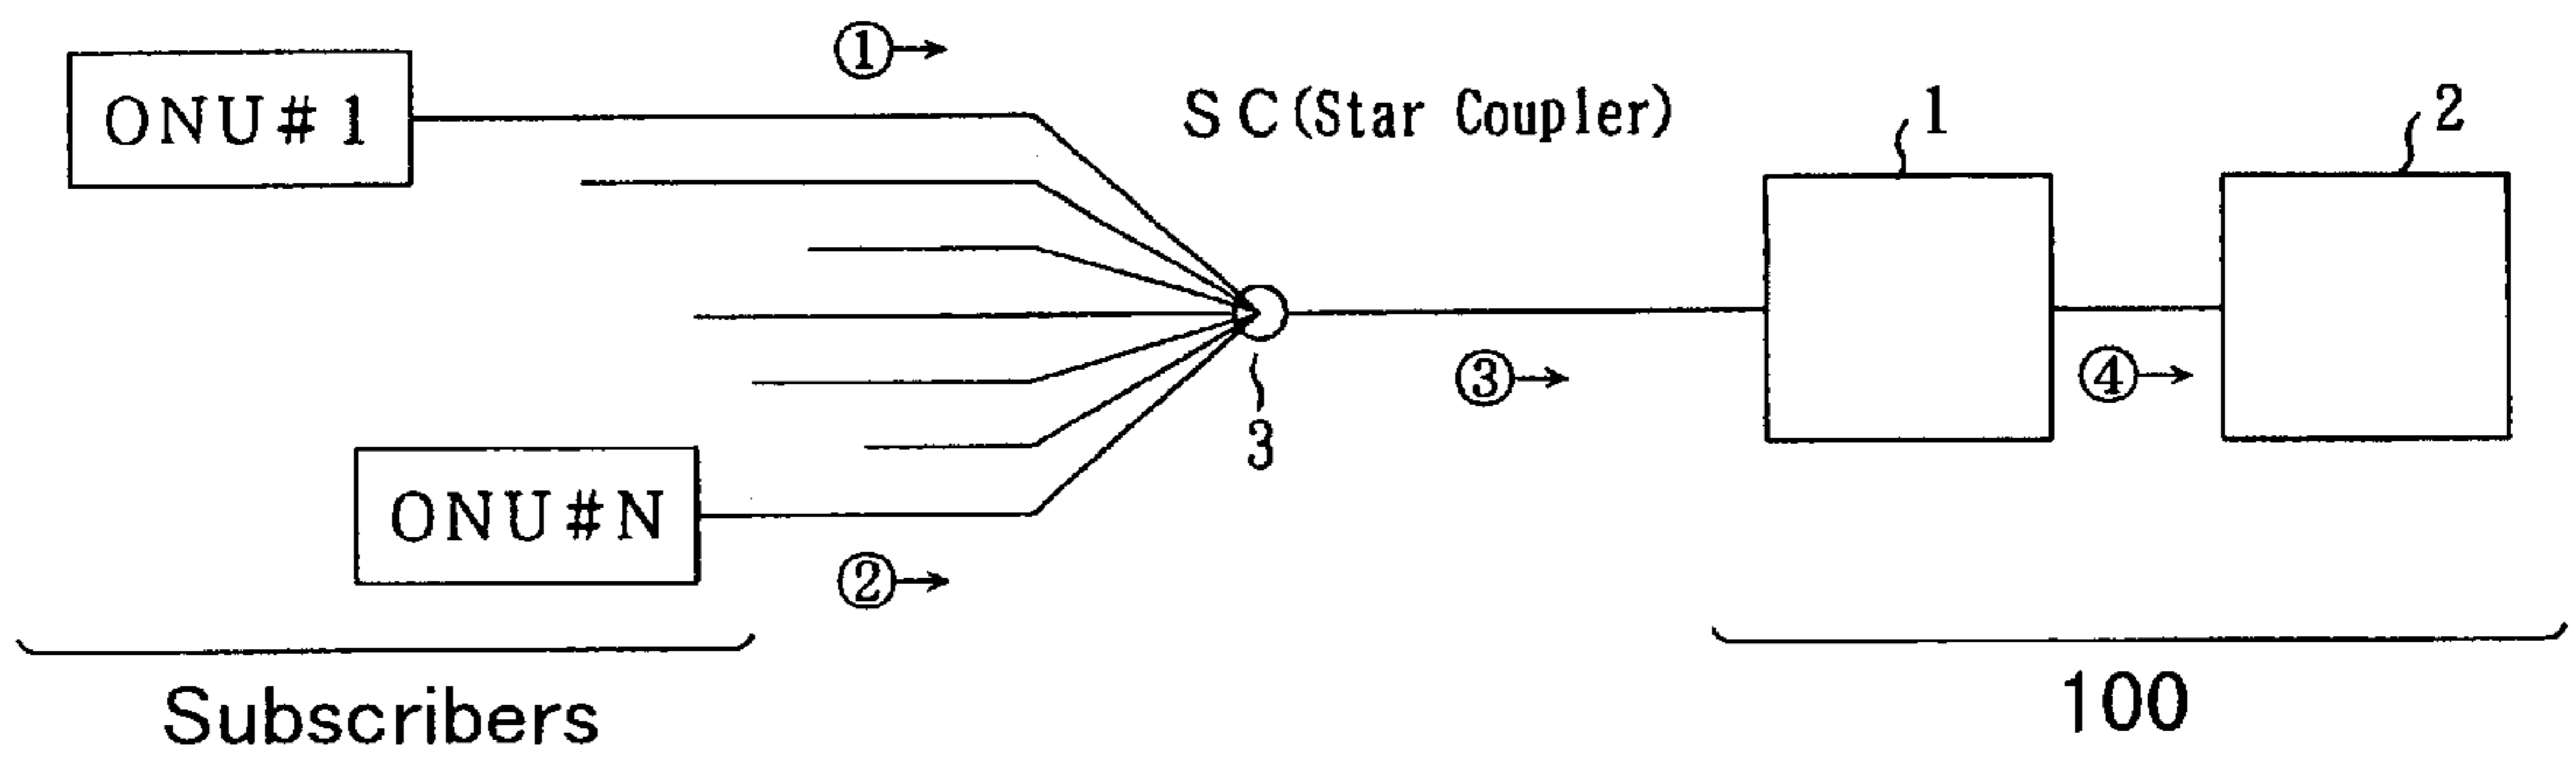 ①→
ONU#1
SC(Star Coupler)
1
2
③→
④→
3
ONU#N
②→
Subscribers
100